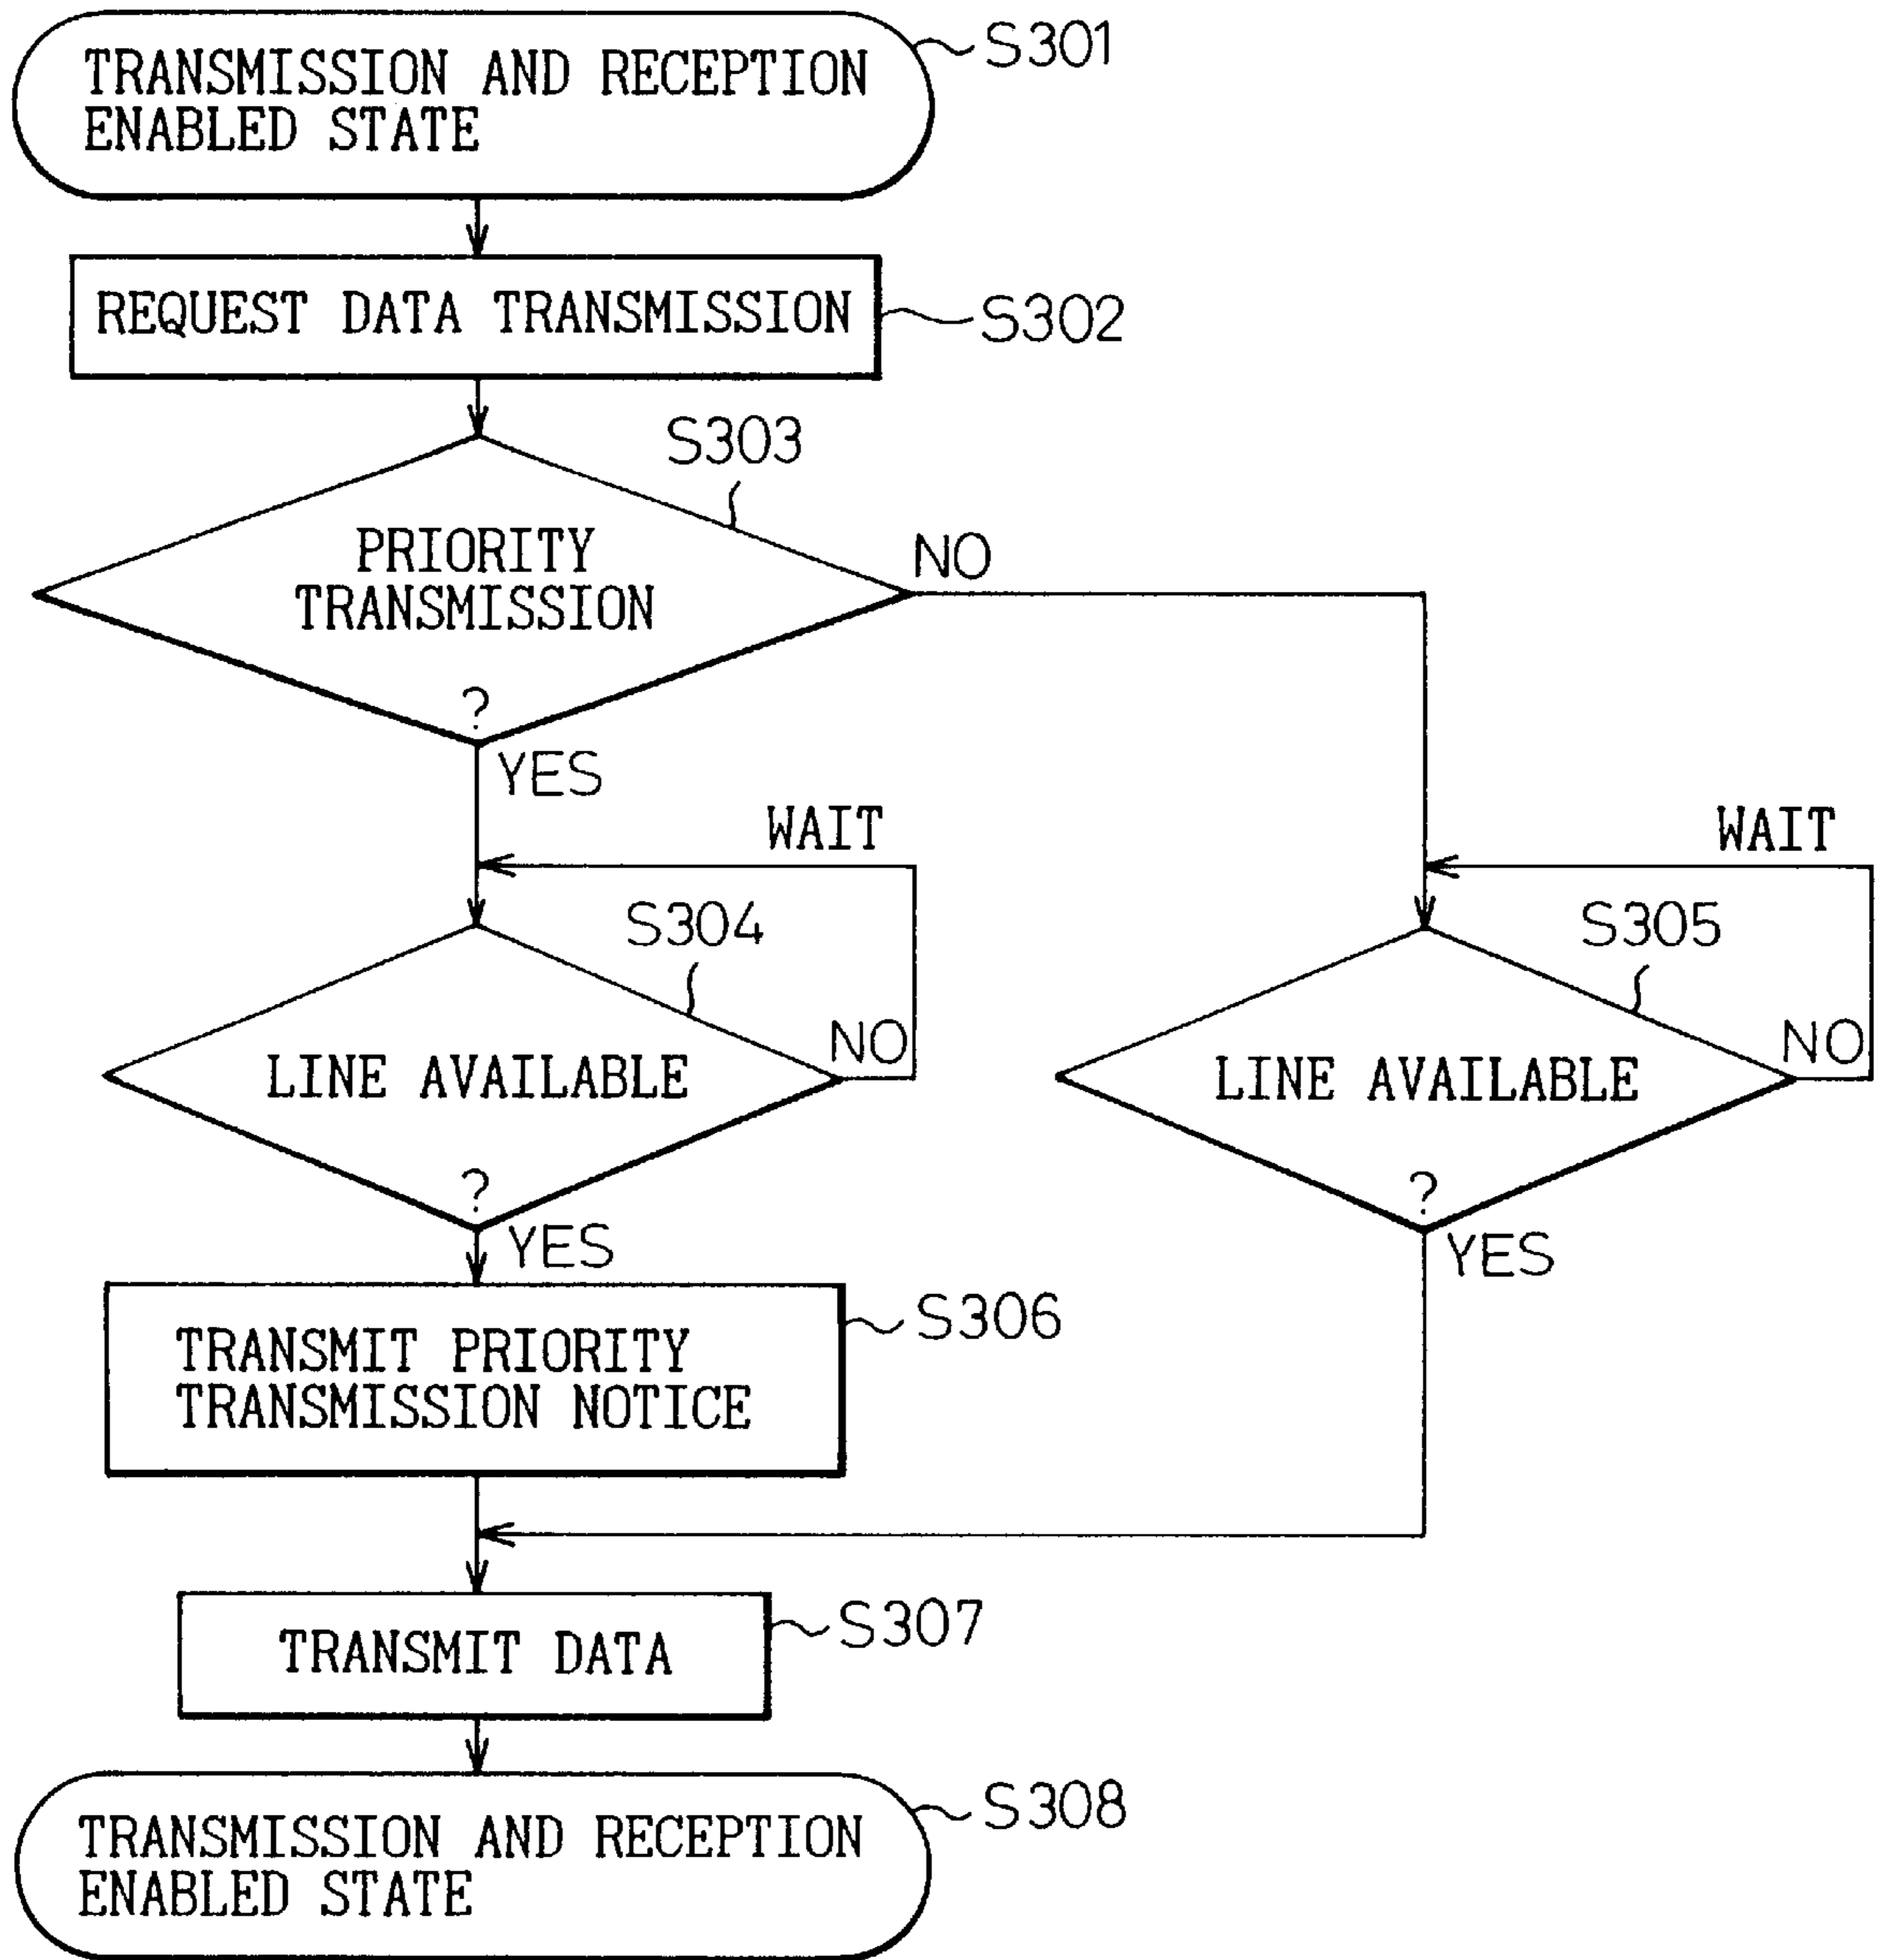 TRANSMISSION AND RECEPTION
ENABLED STATE
S301
REQUEST DATA TRANSMISSION
S302
S303
PRIORITY
TRANSMISSION
?
NO
YES
WAIT
WAIT
S304
S305
LINE AVAILABLE
?
NO
LINE AVAILABLE
?
NO
YES
YES
TRANSMIT PRIORITY
TRANSMISSION NOTICE
S306
TRANSMIT DATA
S307
TRANSMISSION AND RECEPTION
ENABLED STATE
S308